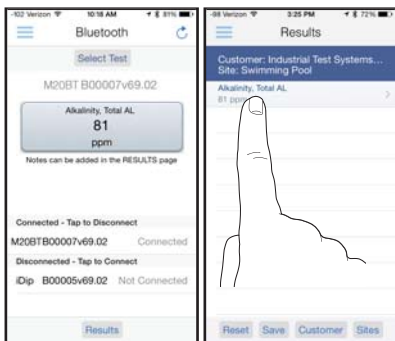 -102 Verizon 10:18 AM 81%
Bluetooth
Select Test
M20BT B00007v69.02
Alkalinity, Total AL
81
ppm
Notes can be added in the RESULTS page
Connected - Tap to Disconnect
M20BTB00007v69.02 Connected
Disconnected - Tap to Connect
iDip B00005v69.02 Not Connected
Results
-98 Verizon 3:25 PM 72%
Results
Customer: Industrial Test Systems...
Site: Swimming Pool
Alkalinity, Total AL
81 ppm
Reset Save Customer Sites